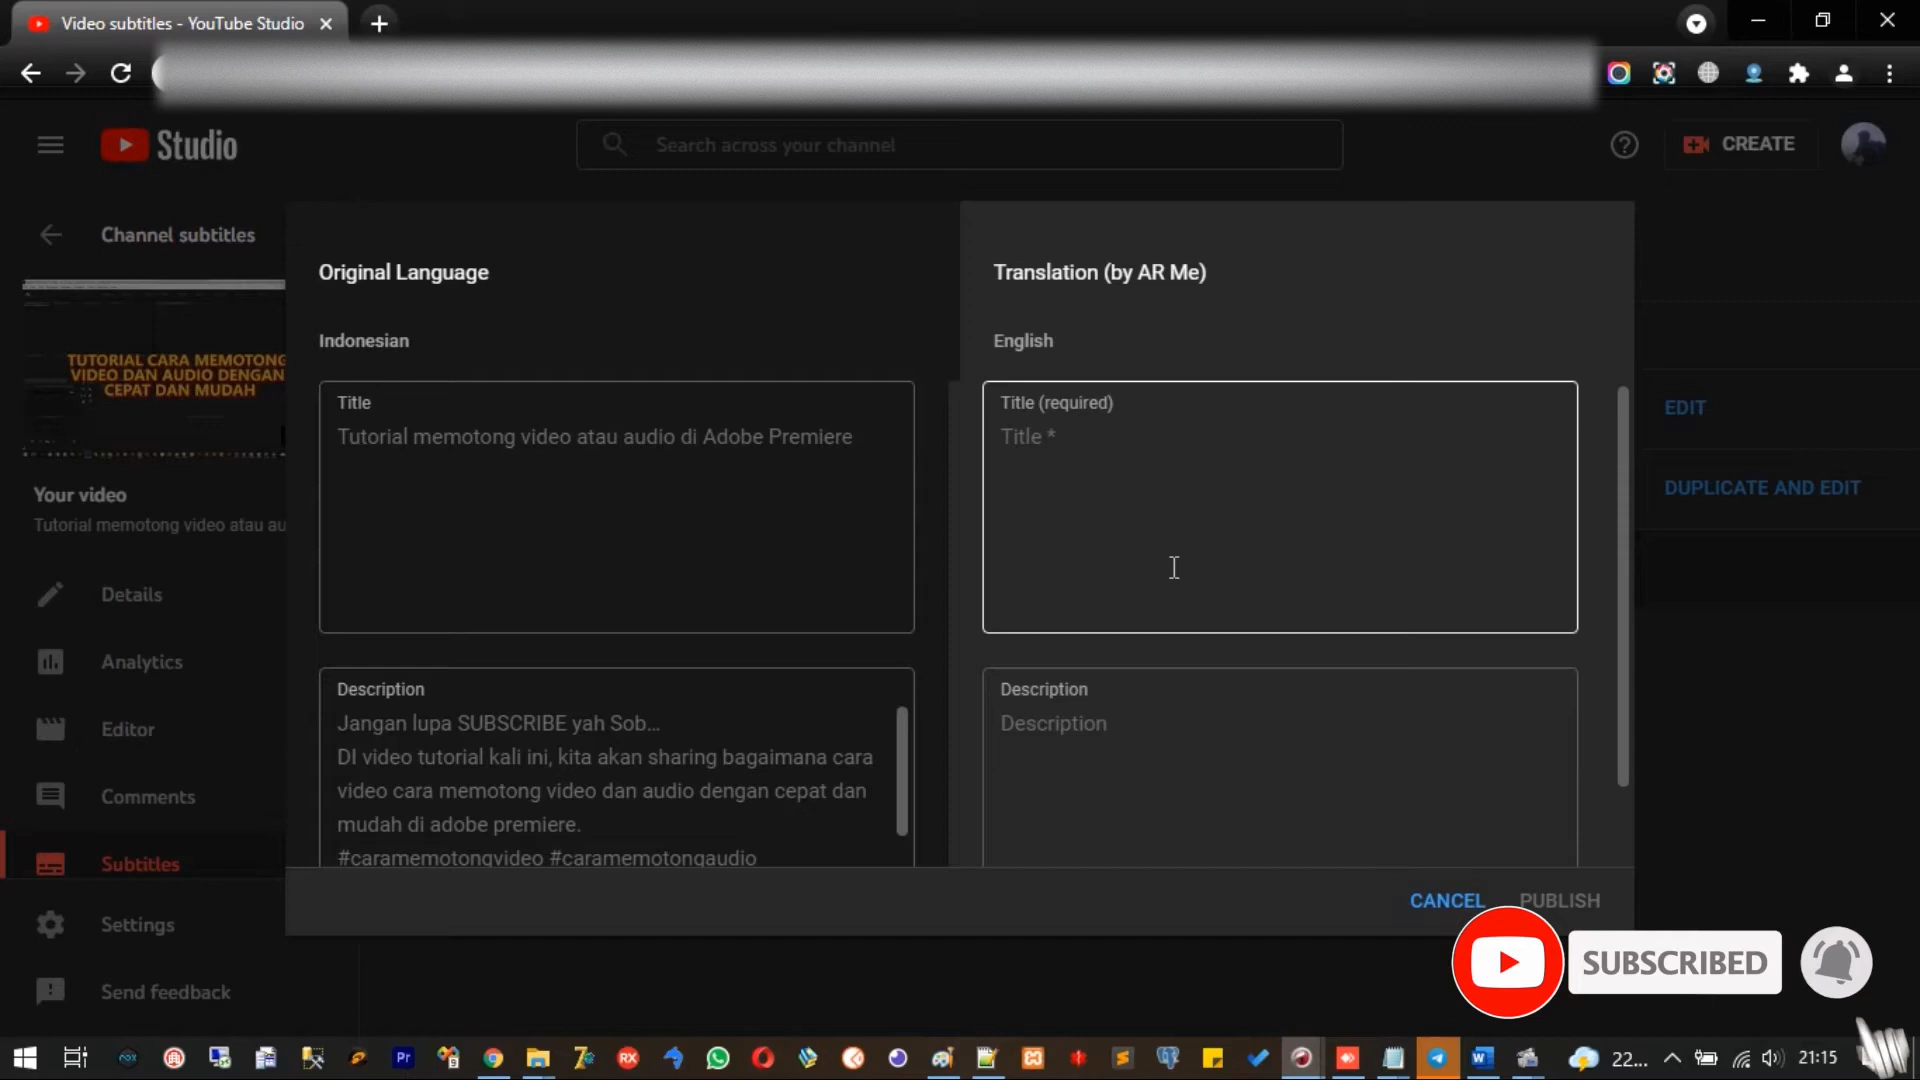 Video subtitles - YouTube Studio
Studio
Search across your channel
CREATE
Channel subtitles
TUTORIAL CARA MEMOTONG
VIDEO DAN AUDIO DENGAN
CEPAT DAN MUDAH
Your video
Tutorial memotong video atau au
Details
Analytics
Editor
Comments
Subtitles
Settings
Send feedback
Original Language
Indonesian
Title
Tutorial memotong video atau audio di Adobe Premiere
Description
Jangan lupa SUBSCRIBE yah Sob...
DI video tutorial kali ini, kita akan sharing bagaimana cara
video cara memotong video dan audio dengan cepat dan
mudah di adobe premiere.
#caramemotongvideo #caramemotongaudio
Translation (by AR Me)
English
Title (required)
Title *
Description
Description
EDIT
DUPLICATE AND EDIT
CANCEL
PUBLISH
SUBSCRIBED
Pr
RX
22...
21:15